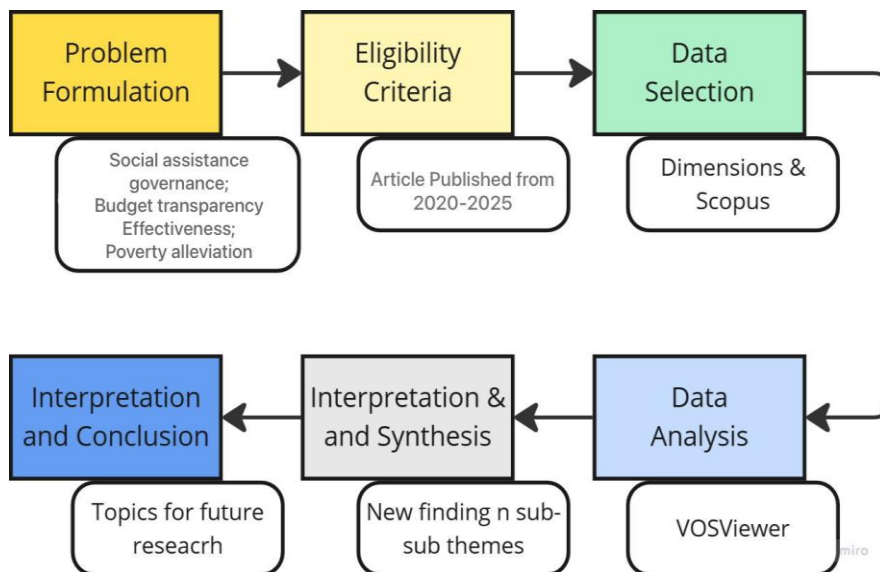 Problem
Formulation
Social assistance
governance;
Budget transparency
Effectiveness;
Poverty alleviation
Eligibility
Criteria
Article Published from
2020-2025
Data
Selection
Dimensions &
Scopus
Data
Analysis
VOSViewer
Interpretation &
and Synthesis
New finding n sub-
sub themes
Interpretation
and Conclusion
Topics for future
reseacrh
miro